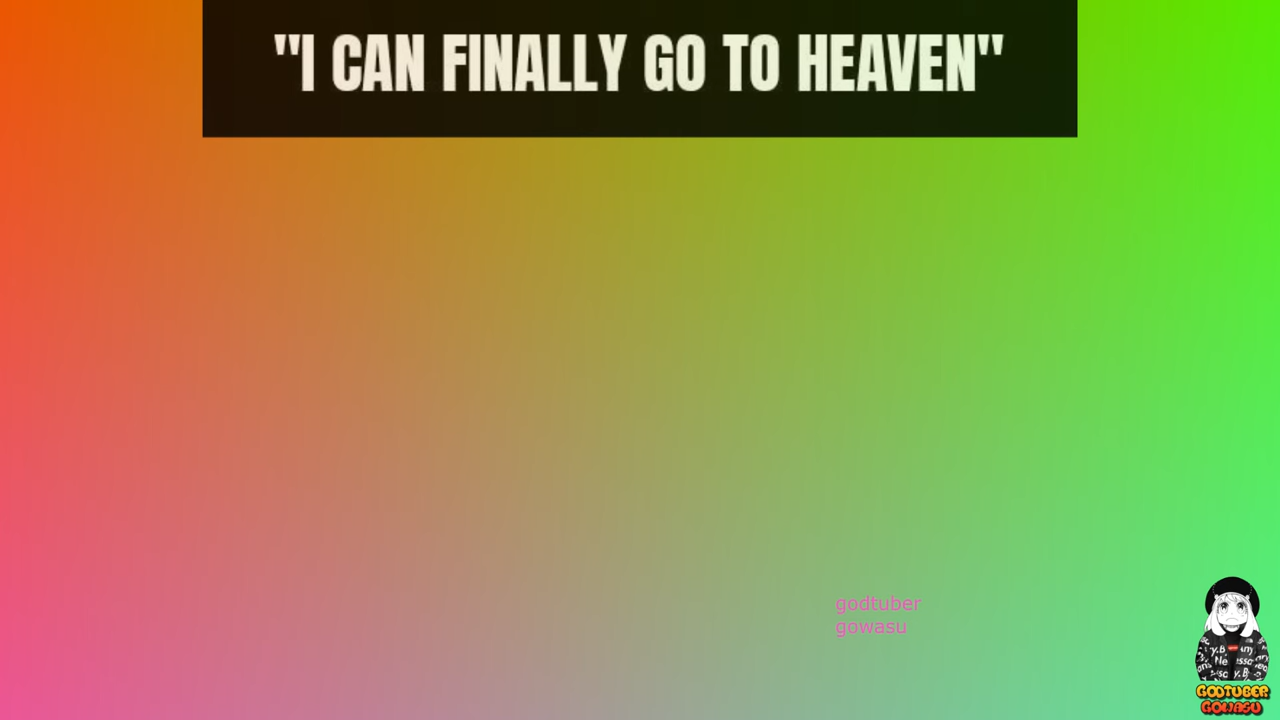 "I CAN FINALLY GO TO HEAVEN"
godtuber
gowasu
GODTUBER
GOWASU